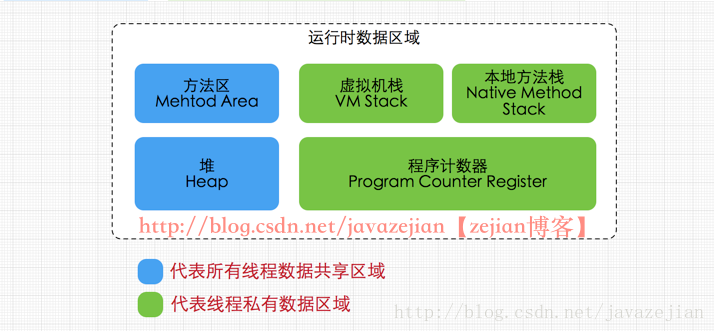 运行时数据区域
方法区
Mehtod Area
虚拟机栈
VM Stack
本地方法栈
Native Method
Stack
堆
Heap
程序计数器
Program Counter Register
http://blog.csdn.net/javazejian【zejian博客】
代表所有线程数据共享区域
代表线程私有数据区域
http://blog.csdn.net/javazejian